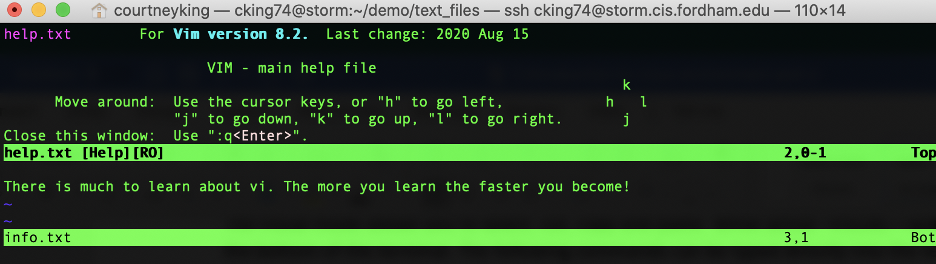 courtneyking — cking74@storm:~/demo/text_files — ssh cking74@storm.cis.fordham.edu — 110×14
help.txt        For Vim version 8.2.  Last change: 2020 Aug 15
VIM - main help file
k
Move around:  Use the cursor keys, or "h" to go left,            h   l
"j" to go down, "k" to go up, "l" to go right.       j
Close this window:  Use ":q<Enter>".
help.txt [Help][RO]                                                                         2,0-1          Top
There is much to learn about vi. The more you learn the faster you become!
~
~
info.txt                                                                                    3,1            Bot